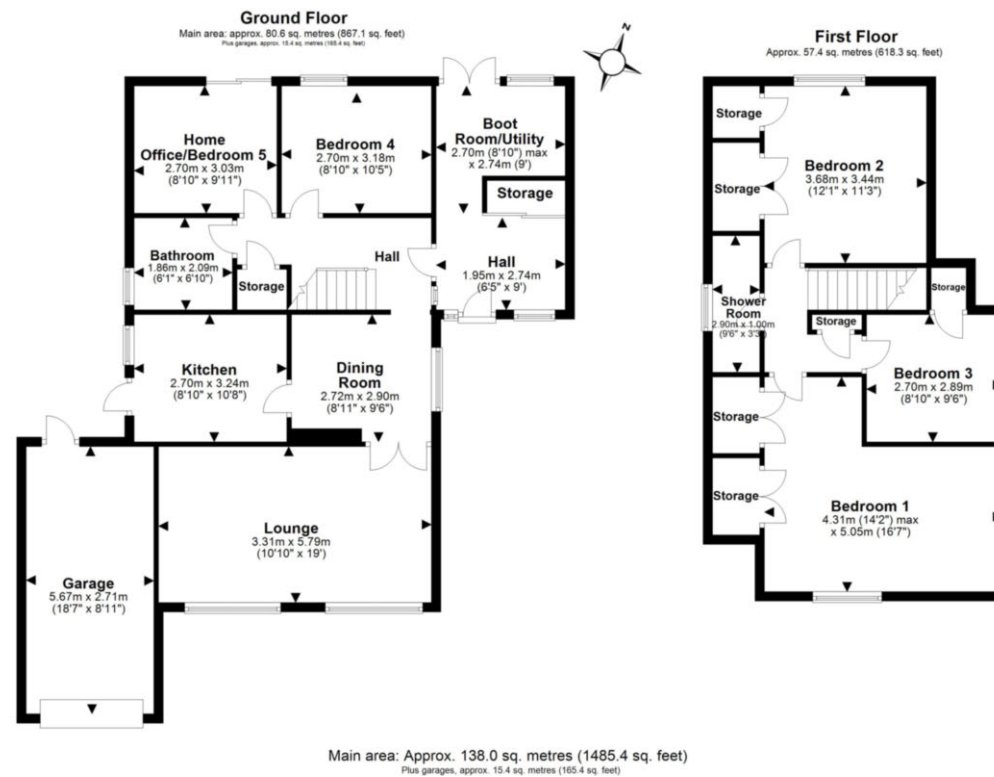 Ground Floor
Main area: approx. 80.6 sq. metres (867.1 sq. feet)
Plus garages, approx. 15.4 sq. metres (165.4 sq. feet)
N
Home
Office/Bedroom 5
2.70m x 3.03m
(8'10" x 9'11")
Bedroom 4
2.70m x 3.18m
(8'10" x 10'5")
Boot
Room/Utility
2.70m (8'10") max
x 2.74m (9')
Storage
Bathroom
1.86m x 2.09m
(6'1" x 6'10")
Storage
Hall
Hall
1.95m x 2.74m
(6'5" x 9')
Kitchen
2.70m x 3.24m
(8'10" x 10'8")
Dining
Room
2.72m x 2.90m
(8'11" x 9'6")
Lounge
3.31m x 5.79m
(10'10" x 19')
Garage
5.67m x 2.71m
(18'7" x 8'11")
First Floor
Approx. 57.4 sq. metres (618.3 sq. feet)
Storage
Bedroom 2
3.68m x 3.44m
(12'1" x 11'3")
Storage
Shower
Room
2.90m x 1.00m
(9'6" x 3'3")
Storage
Storage
Bedroom 3
2.70m x 2.89m
(8'10" x 9'6")
Storage
Storage
Bedroom 1
4.31m (14'2") max
x 5.05m (16'7")
Main area: Approx. 138.0 sq. metres (1485.4 sq. feet)
Plus garages, approx. 15.4 sq. metres (165.4 sq. feet)